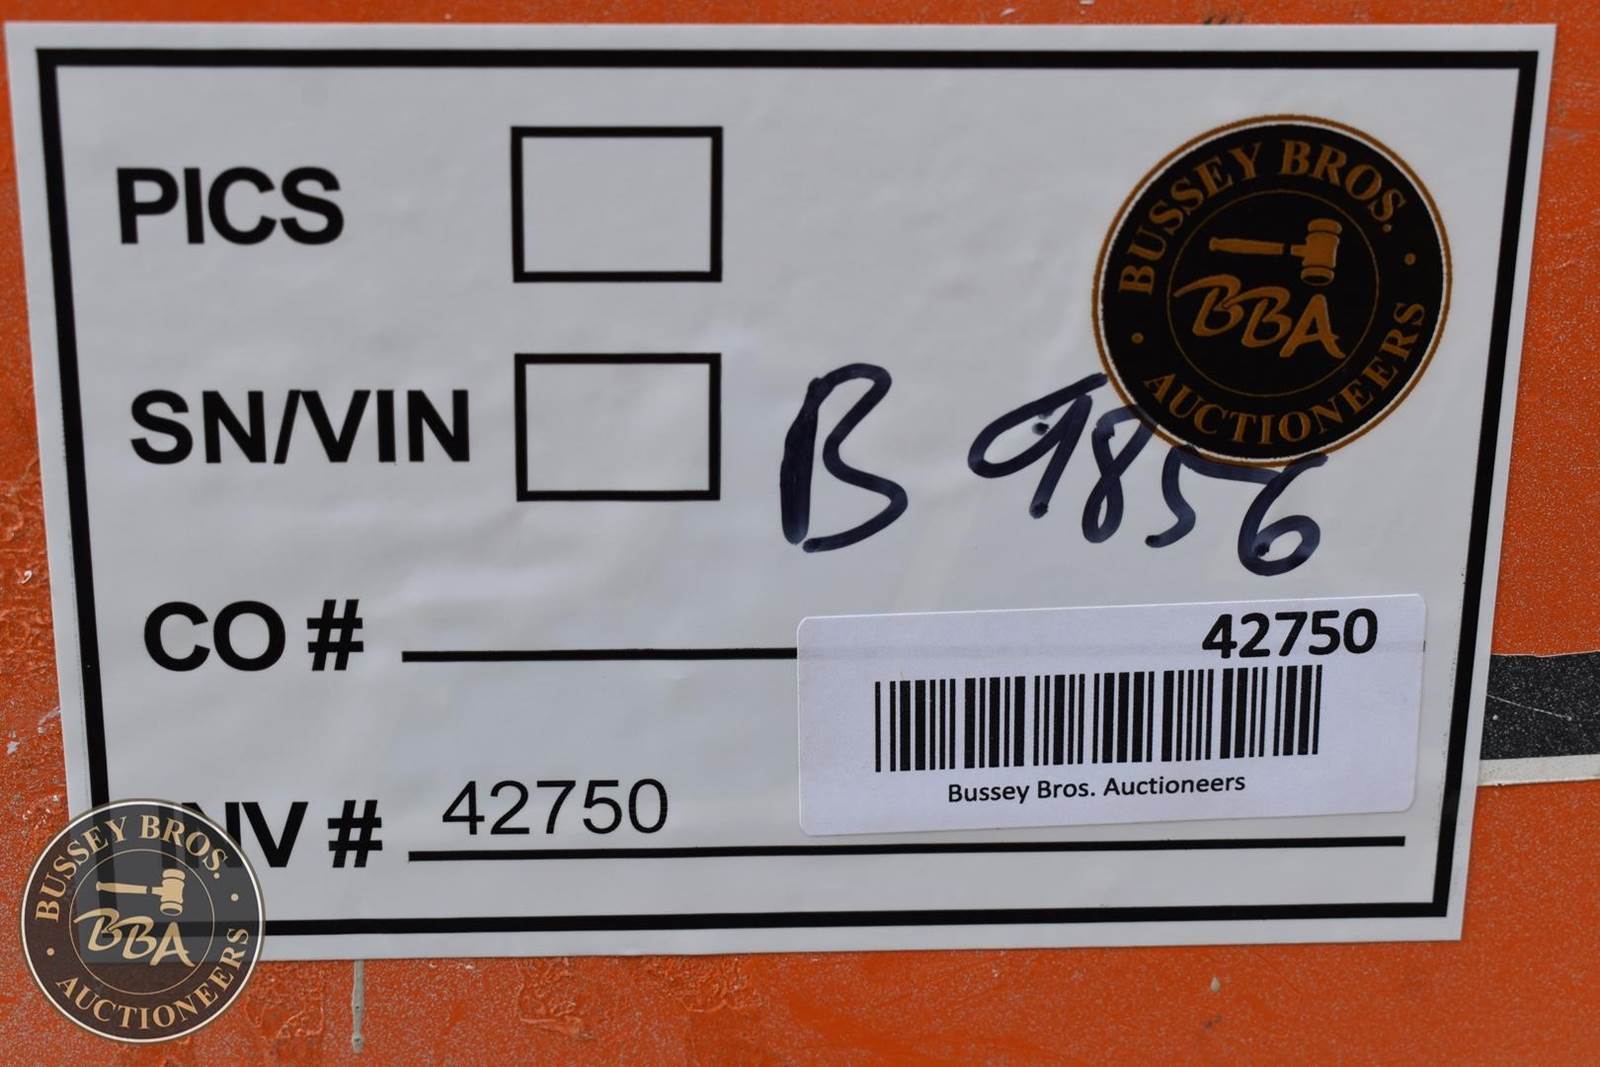 PICS
BUSSEY BROS.
BBA
AUCTIONEERS
SN/VIN
B 9856
CO #
42750
Bussey Bros. Auctioneers
INV # 42750
BUSSEY BROS.
BBA
AUCTIONEERS